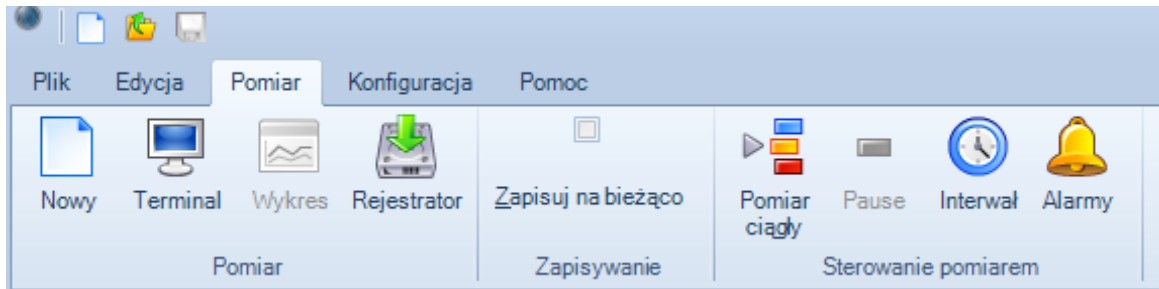 Plik Edycja Pomiar Konfiguracja Pomoc
Nowy Terminal Wykres Rejestrator Zapisuj na bieżąco Pomiar ciągły Pause Interwał Alarmy
Pomiar Zapisywanie Sterowanie pomiarem